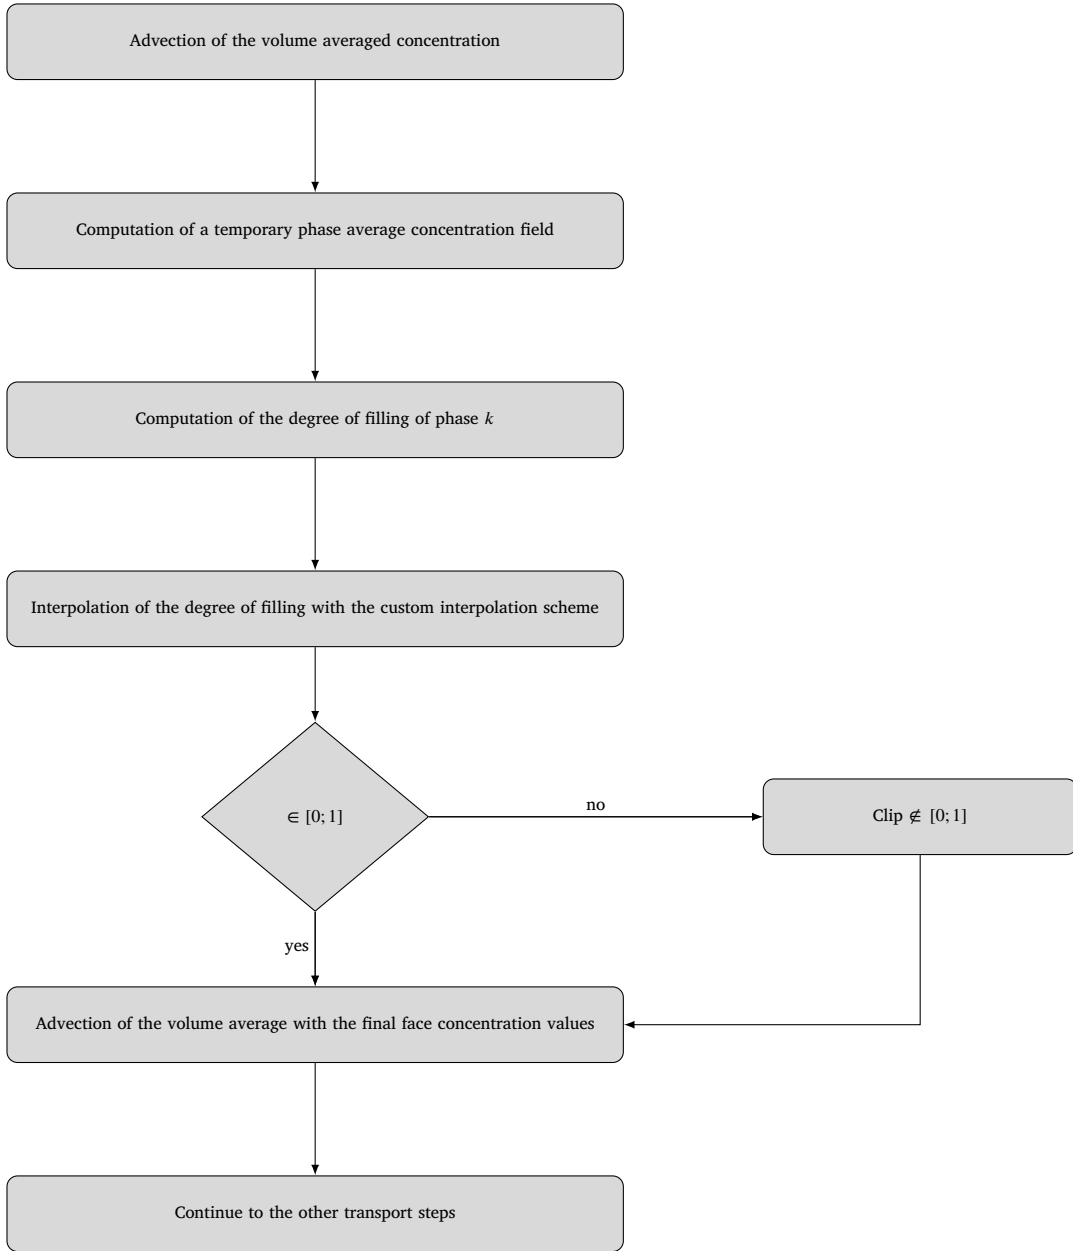 Advection of the volume averaged concentration
Computation of a temporary phase average concentration field
Computation of the degree of filling of phase k
Interpolation of the degree of filling with the custom interpolation scheme
∈ [0; 1]
no
Clip ∉ [0; 1]
yes
Advection of the volume average with the final face concentration values
Continue to the other transport steps